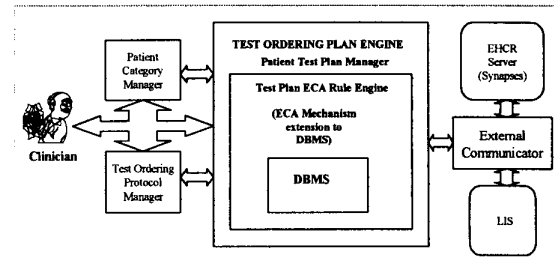 Patient
Category
Manager
Clinician
Test Ordering
Protocol
Manager
TEST ORDERING PLAN ENGINE
Patient Test Plan Manager
Test Plan ECA Rule Engine
(ECA Mechanism
extension to
DBMS)
DBMS
EHCR
Server
(Synapses)
External
Communicator
LIS